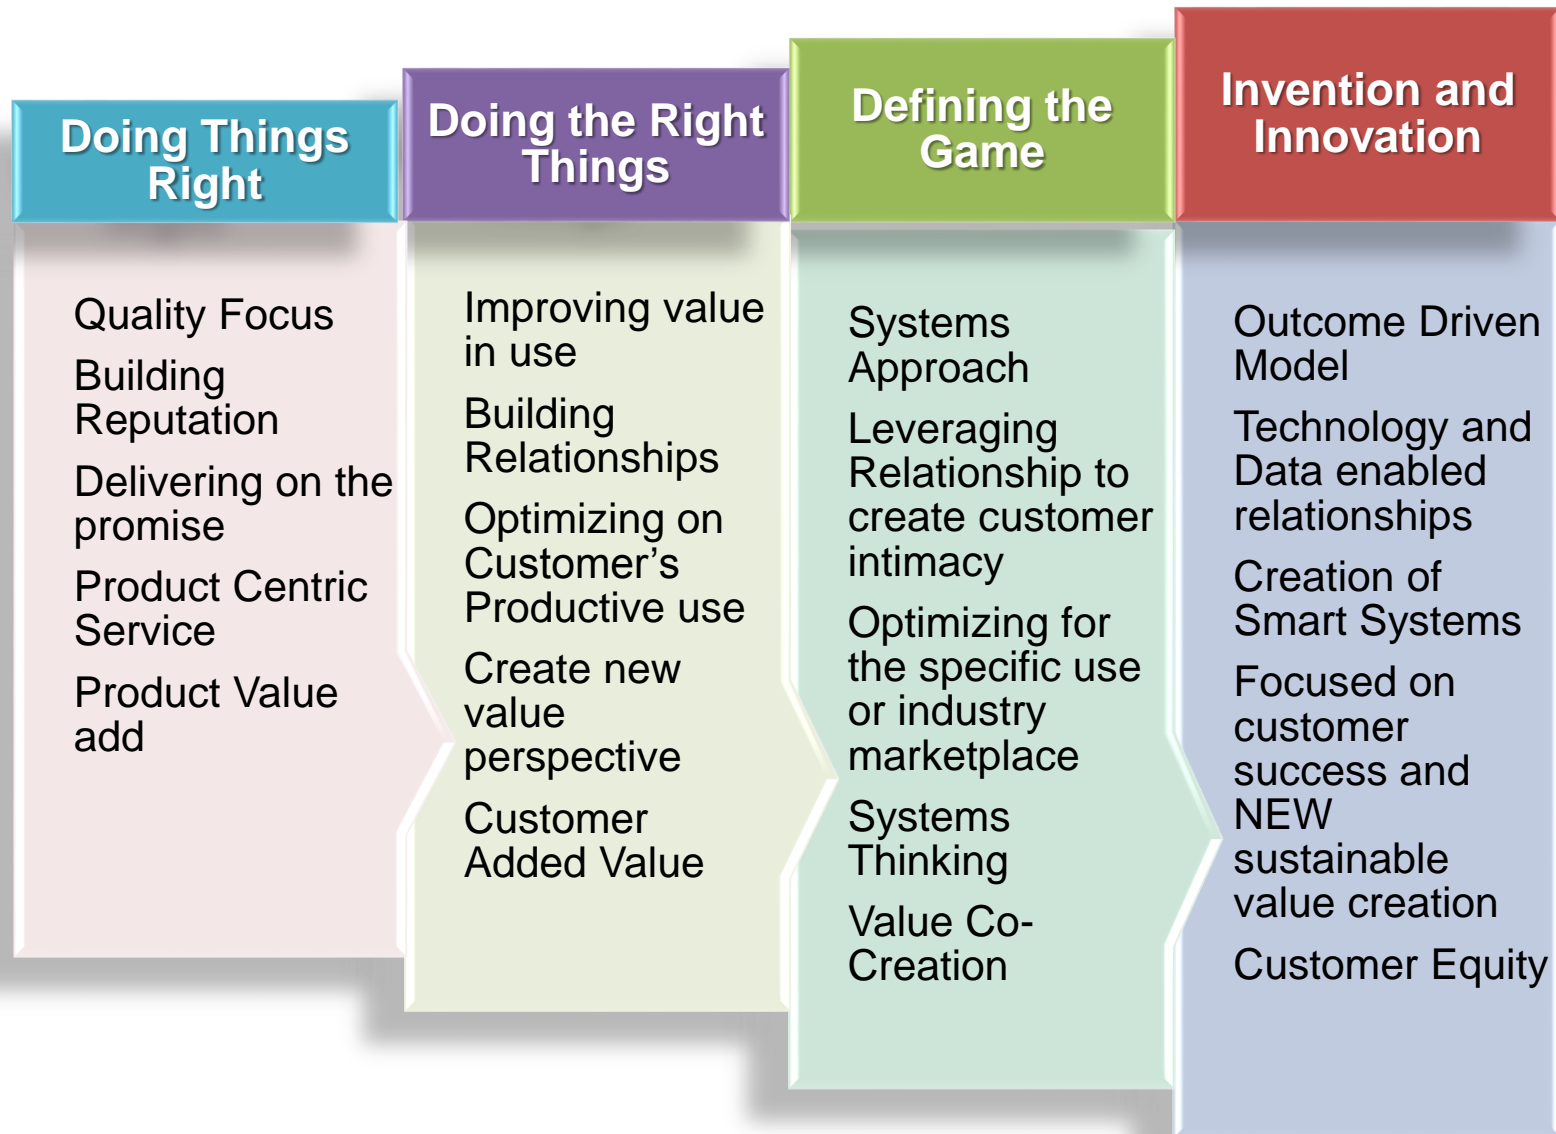 Doing Things
Right
Quality Focus
Building
Reputation
Delivering on the
promise
Product Centric
Service
Product Value
add
Doing the Right
Things
Improving value
in use
Building
Relationships
Optimizing on
Customer’s
Productive use
Create new
value
perspective
Customer
Added Value
Defining the
Game
Systems
Approach
Leveraging
Relationship to
create customer
intimacy
Optimizing for
the specific use
or industry
marketplace
Systems
Thinking
Value Co-
Creation
Invention and
Innovation
Outcome Driven
Model
Technology and
Data enabled
relationships
Creation of
Smart Systems
Focused on
customer
success and
NEW
sustainable
value creation
Customer Equity